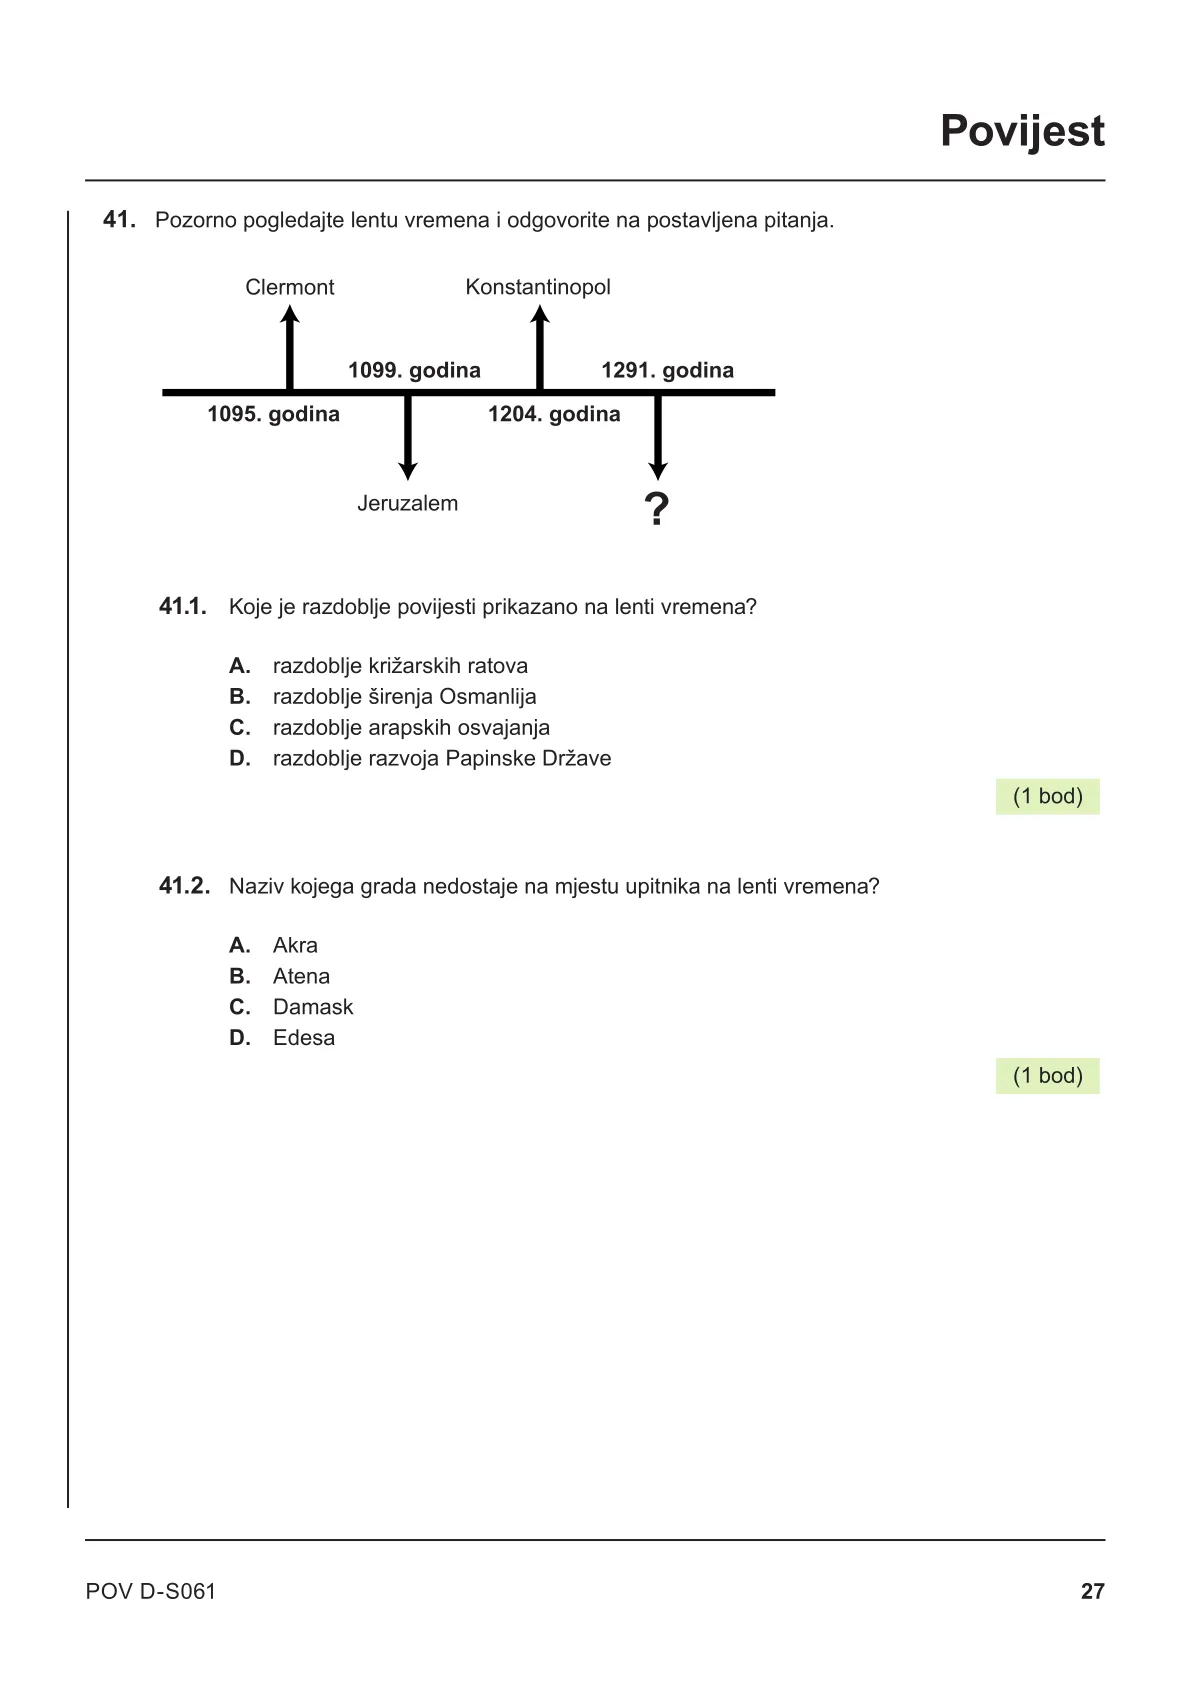 Povijest
41. Pozorno pogledajte lentu vremena i odgovorite na postavljena pitanja.
Clermont Konstantinopol
1099. godina 1291. godina
1095. godina 1204. godina
Jeruzalem ?
41.1. Koje je razdoblje povijesti prikazano na lenti vremena?
A. razdoblje križarskih ratova
B. razdoblje širenja Osmanlija
C. razdoblje arapskih osvajanja
D. razdoblje razvoja Papinske Države
(1 bod)
41.2. Naziv kojega grada nedostaje na mjestu upitnika na lenti vremena?
A. Akra
B. Atena
C. Damask
D. Edesa
(1 bod)
POV D-S061 27